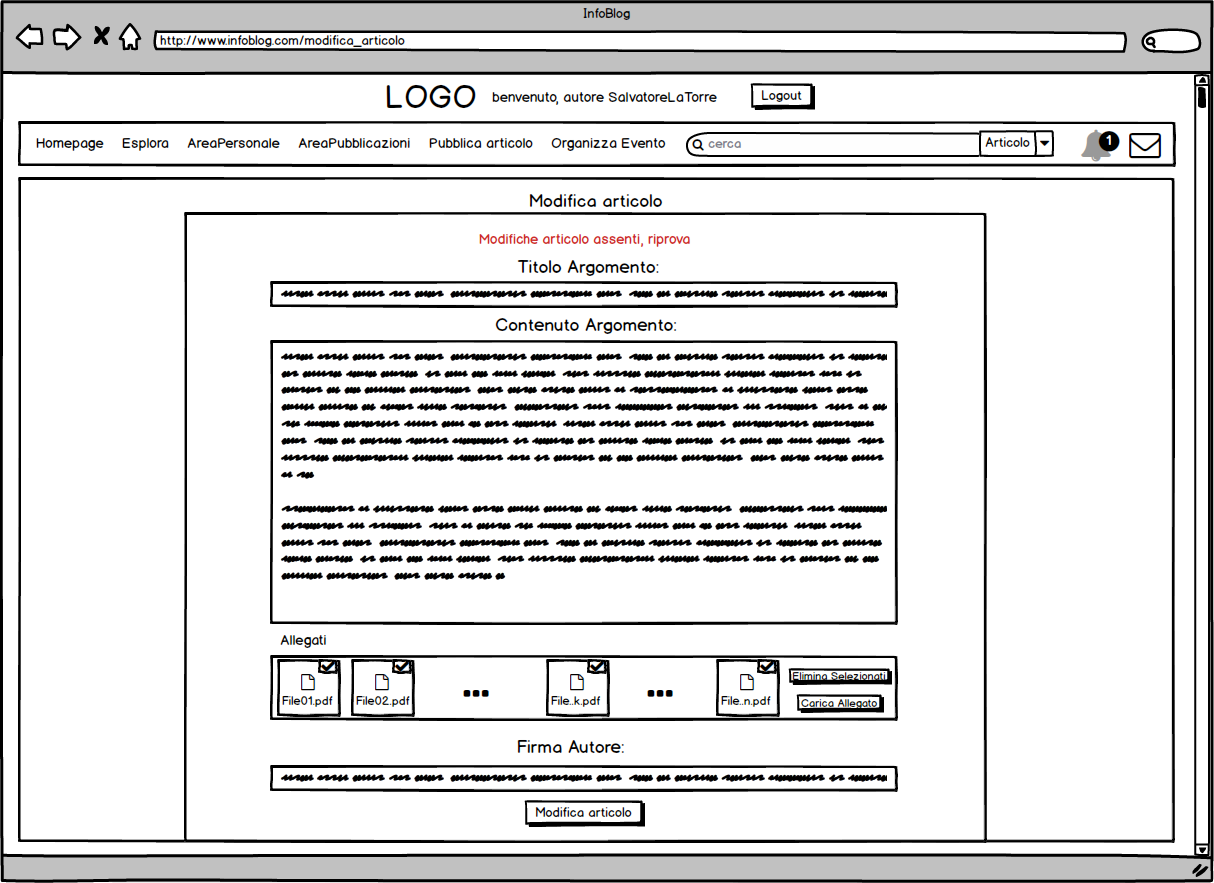 InfoBlog
http://www.infoblog.com/modifica_articolo
LOGO benvenuto, autore SalvatoreLaTorre Logout
Homepage Esplora AreaPersonale AreaPubblicazioni Pubblica articolo Organizza Evento cerca Articolo 1
Modifica articolo
Modifiche articolo assenti, riprova
Titolo Argomento:
Contenuto Argomento:
Allegati
File01.pdf File02.pdf ... File..k.pdf ... File..n.pdf Elimina Selezionati
Carica Allegato
Firma Autore:
Modifica articolo